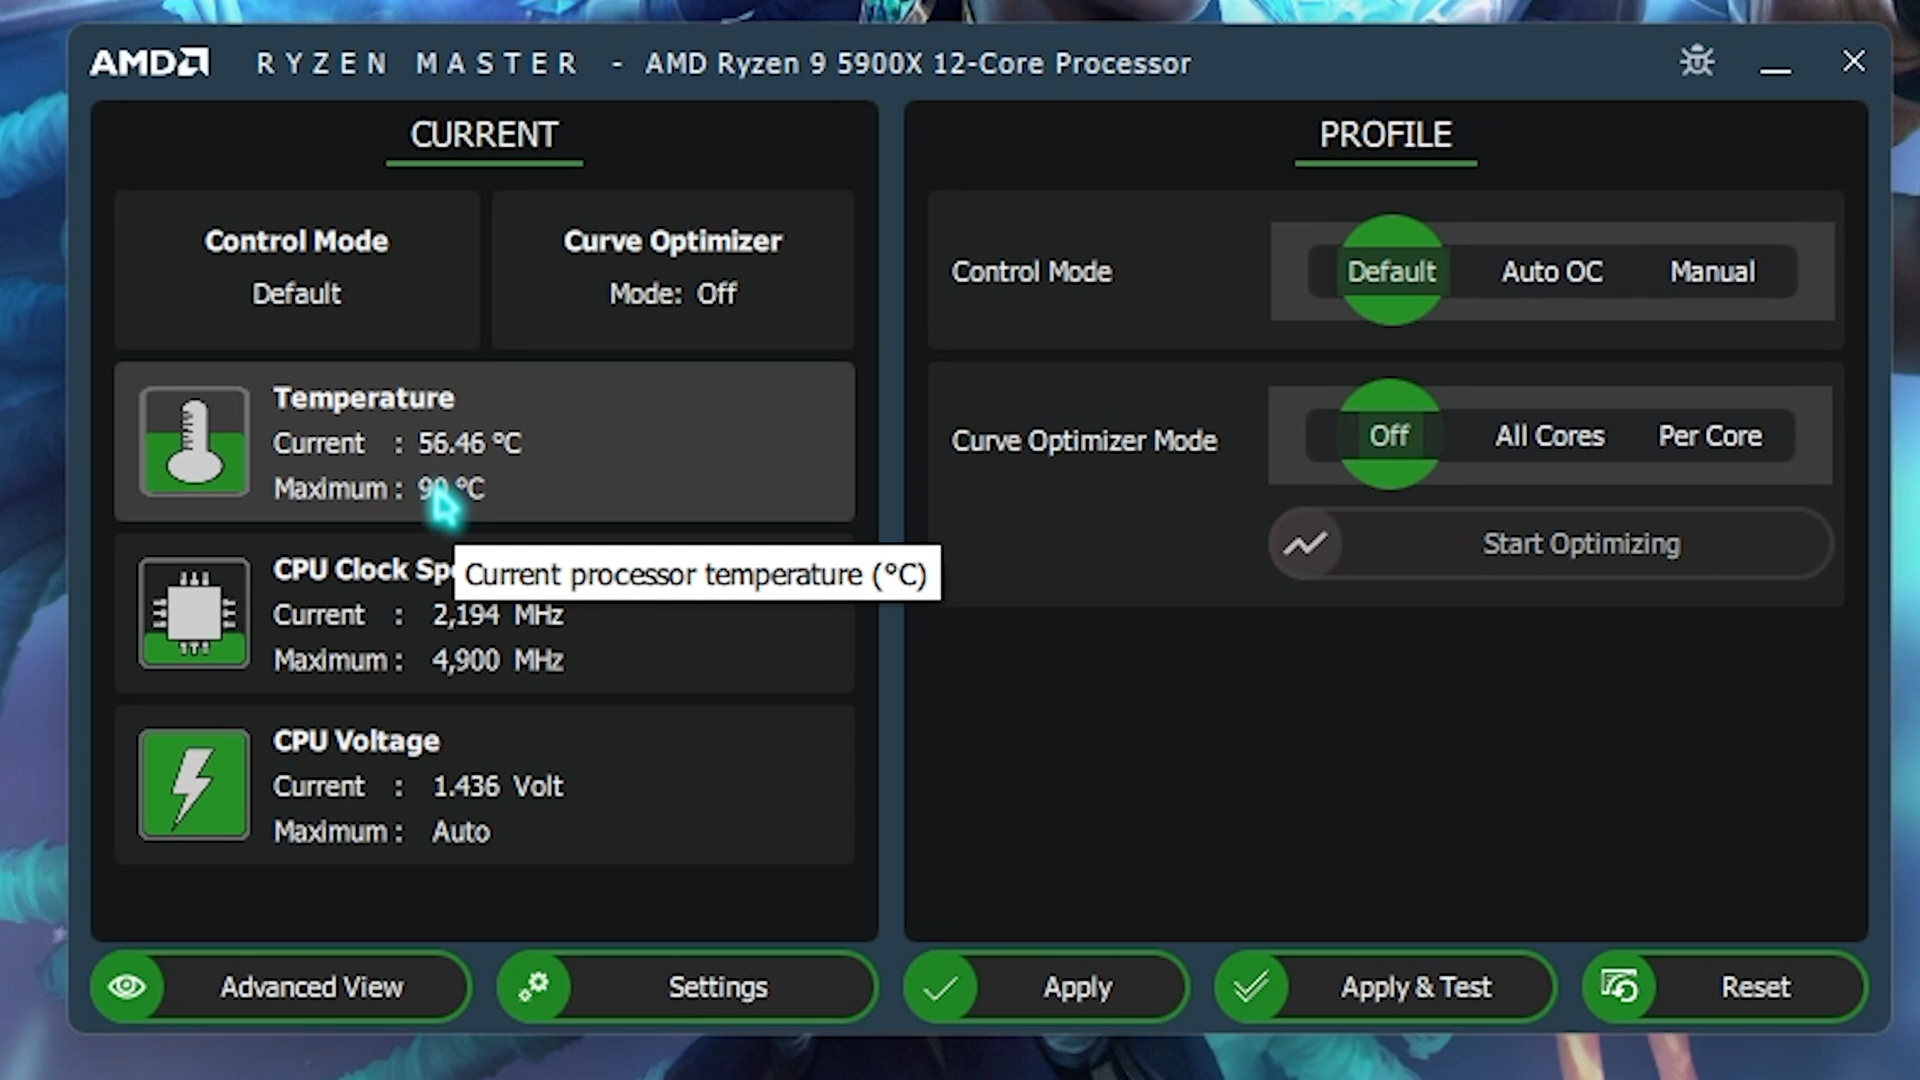 AMD RYZEN MASTER - AMD Ryzen 9 5900X 12-Core Processor
CURRENT
Control Mode
Default
Curve Optimizer
Mode: Off
Temperature
Current : 56.46 °C
Maximum : 90 °C
CPU Clock Sp
Current processor temperature (°C)
Current : 2,194 MHz
Maximum : 4,900 MHz
CPU Voltage
Current : 1.436 Volt
Maximum : Auto
PROFILE
Control Mode
Default Auto OC Manual
Curve Optimizer Mode
Off All Cores Per Core
Start Optimizing
Advanced View
Settings
Apply
Apply & Test
Reset